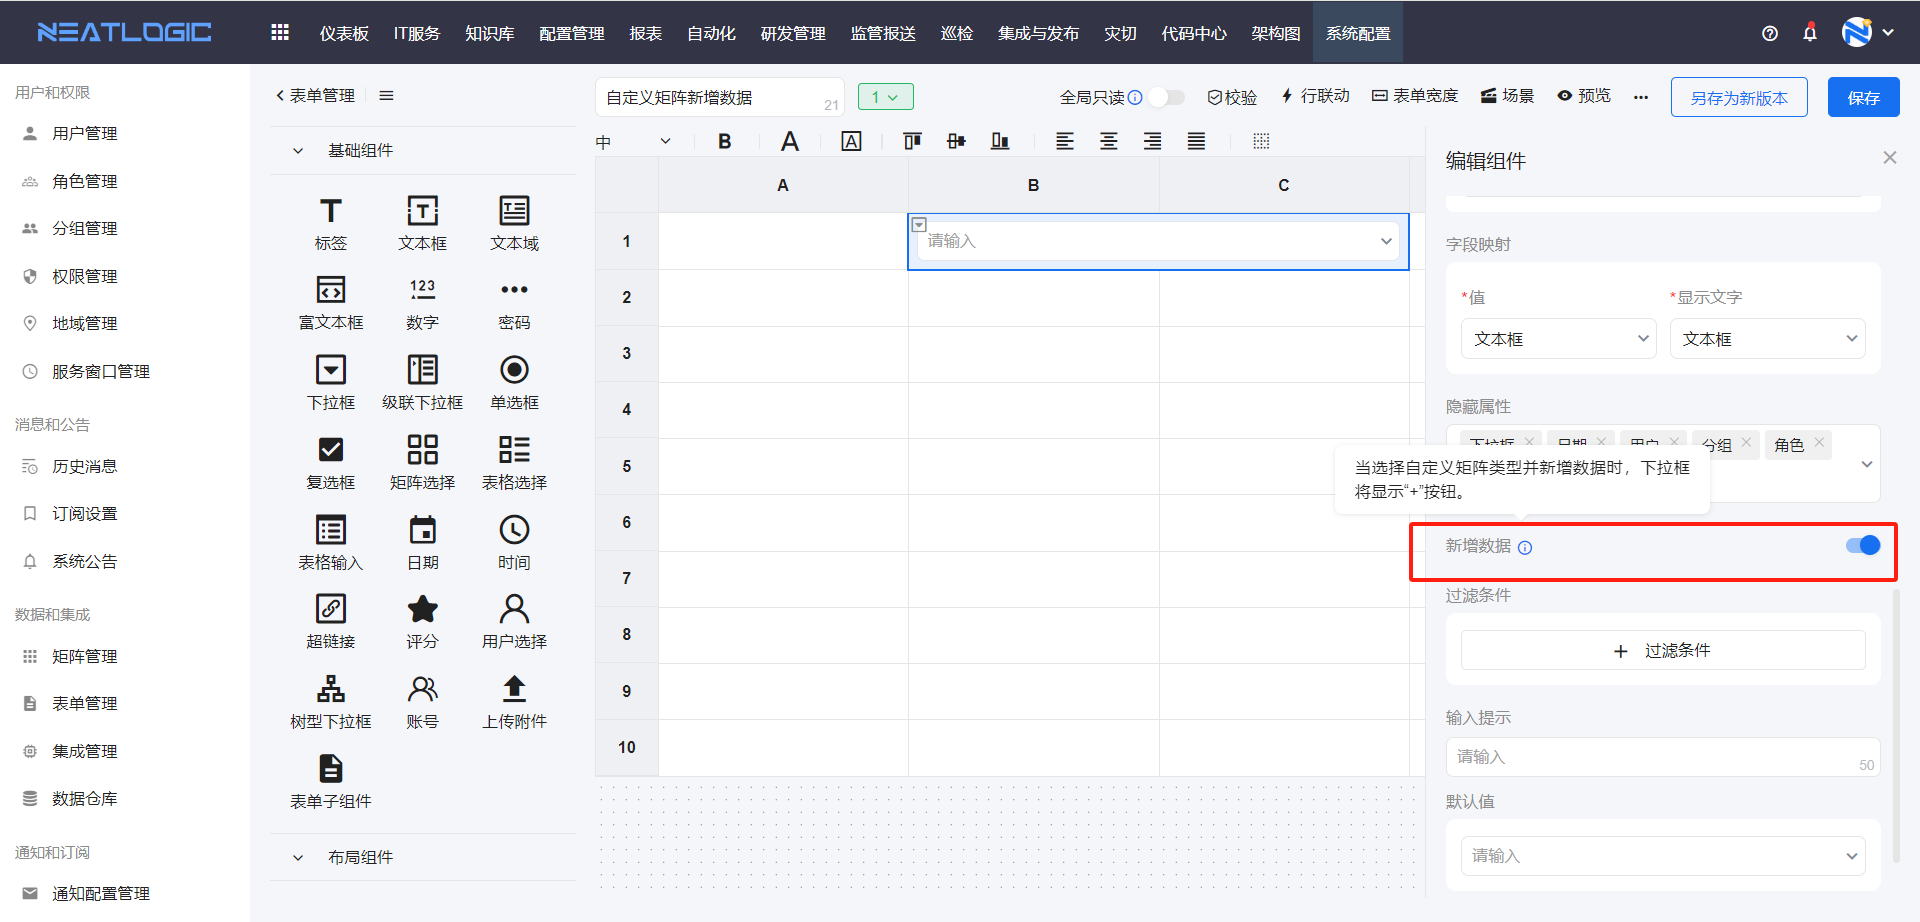 NEATLOGIC
仪表板
IT服务
知识库
配置管理
报表
自动化
研发管理
监管报送
巡检
集成与发布
灾切
代码中心
架构图
系统配置
用户和权限
用户管理
角色管理
分组管理
权限管理
地域管理
服务窗口管理
消息和公告
历史消息
订阅设置
系统公告
数据和集成
矩阵管理
表单管理
集成管理
数据仓库
通知和订阅
通知配置管理
表单管理
基础组件
标签
文本框
文本域
富文本框
数字
密码
下拉框
级联下拉框
单选框
复选框
矩阵选择
表格选择
表格输入
日期
时间
超链接
评分
用户选择
树型下拉框
账号
上传附件
表单子组件
布局组件
自定义矩阵新增数据
21
1
全局只读
校验
行联动
表单宽度
场景
预览
另存为新版本
保存
中
B
A
A
A
B
C
1
请输入
2
3
4
5
6
7
8
9
10
编辑组件
字段映射
*值
*显示文字
文本框
文本框
隐藏属性
下拉框
日期
用户
分组
角色
当选择自定义矩阵类型并新增数据时，下拉框
将显示“+”按钮。
新增数据
过滤条件
+ 过滤条件
输入提示
请输入
50
默认值
请输入